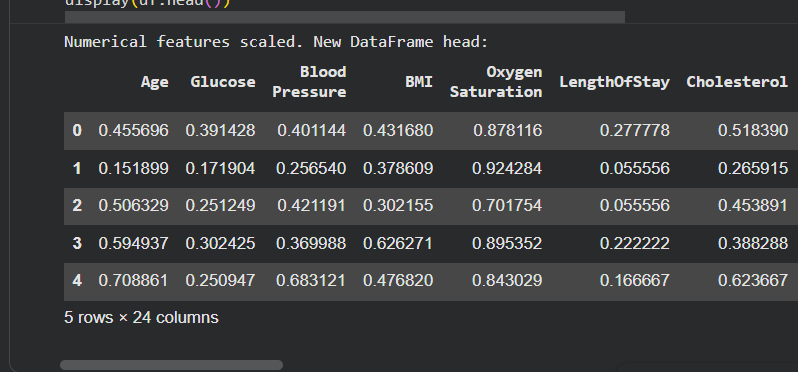 display(df.head())
Numerical features scaled. New DataFrame head:
Age Glucose Blood Pressure BMI Oxygen Saturation LengthOfStay Cholesterol
0 0.455696 0.391428 0.401144 0.431680 0.878116 0.277778 0.518390
1 0.151899 0.171904 0.256540 0.378609 0.924284 0.055556 0.265915
2 0.506329 0.251249 0.421191 0.302155 0.701754 0.055556 0.453891
3 0.594937 0.302425 0.369988 0.626271 0.895352 0.222222 0.388288
4 0.708861 0.250947 0.683121 0.476820 0.843029 0.166667 0.623667
5 rows × 24 columns